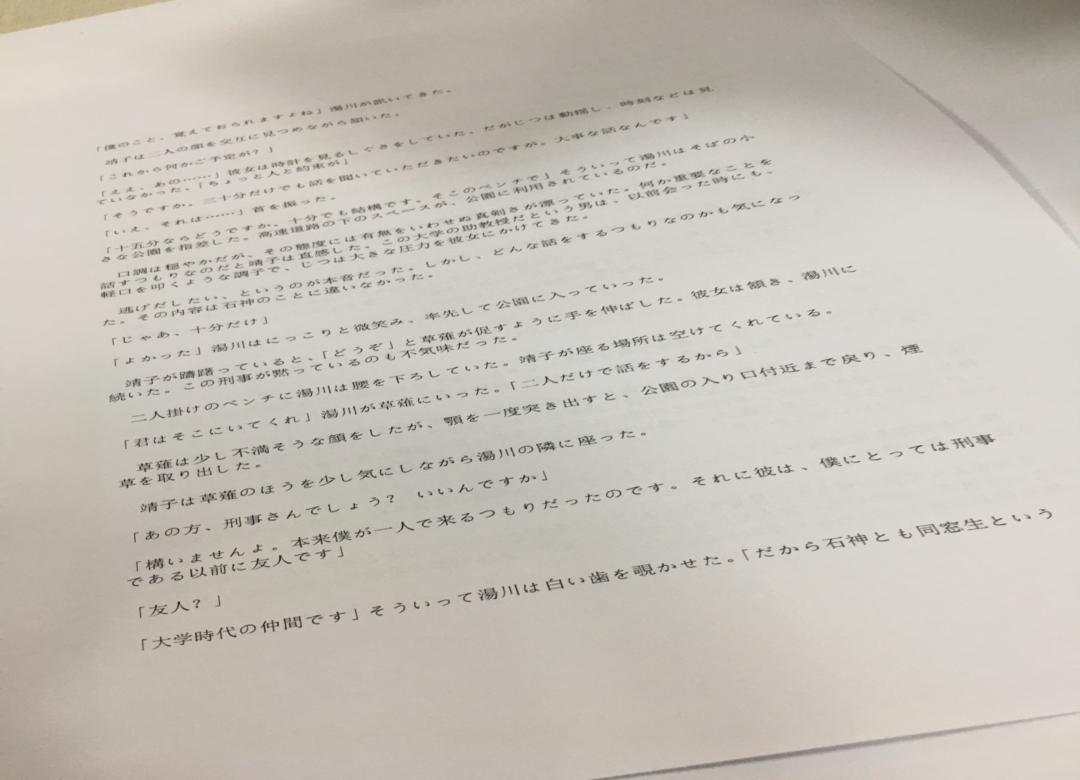 「僕のこと、覚えておられますよね」湯川が訊いてきた。
靖子は二人の顔を交互に見つめながら頷いた。
「これから何かご予定が？」
「ええ、あの……」彼女は時計を見るしぐさをしていた。だがじつは動揺し、時刻などは見
ていなかった。「ちょっと人と約束が」
「そうですか。三十分だけでも話を聞いていただきたいのですが。大事な話なんです」
「いえ、それは……」首を振った。
「十五分ならどうですか。十分でも結構です。そこのベンチで」そういって湯川はそばの小
さな公園を指差した。高速道路の下のスペースが、公園に利用されているのだ。
口調は穏やかだが、その態度には有無をいわせぬ真剣さが漂っていた。何か重要なことを
話すつもりなのだと靖子は直感した。この大学の助教授だという男は、以前会った時にも、
軽口を叩くような調子で、じつは大きな圧力を彼女にかけてきた。
逃げだしたい、というのが本音だった。しかし、どんな話をするつもりなのかも気になっ
た。その内容は石神のことに違いなかった。
「じゃあ、十分だけ」
「よかった」湯川はにっこりと微笑み、率先して公園に入っていった。
靖子が躊躇っていると、「どうぞ」と草薙が促すように手を伸ばした。彼女は頷き、湯川に
続いた。この刑事が黙っているのも不気味だった。
二人掛けのベンチに湯川は腰を下ろしていた。靖子が座る場所は空けてくれている。
「君はそこにいてくれ」湯川が草薙にいった。「二人だけで話をするから」
草薙は少し不満そうな顔をしたが、顎を一度突き出すと、公園の入り口付近まで戻り、煙
草を取り出した。
靖子は草薙のほうを少し気にしながら湯川の隣に座った。
「あの方、刑事さんでしょう？　いいんですか」
「構いませんよ。本来僕が一人で来るつもりだったのです。それに彼は、僕にとっては刑事
である以前に友人です」
「友人？」
「大学時代の仲間です」そういって湯川は白い歯を覗かせた。「だから石神とも同窓生という